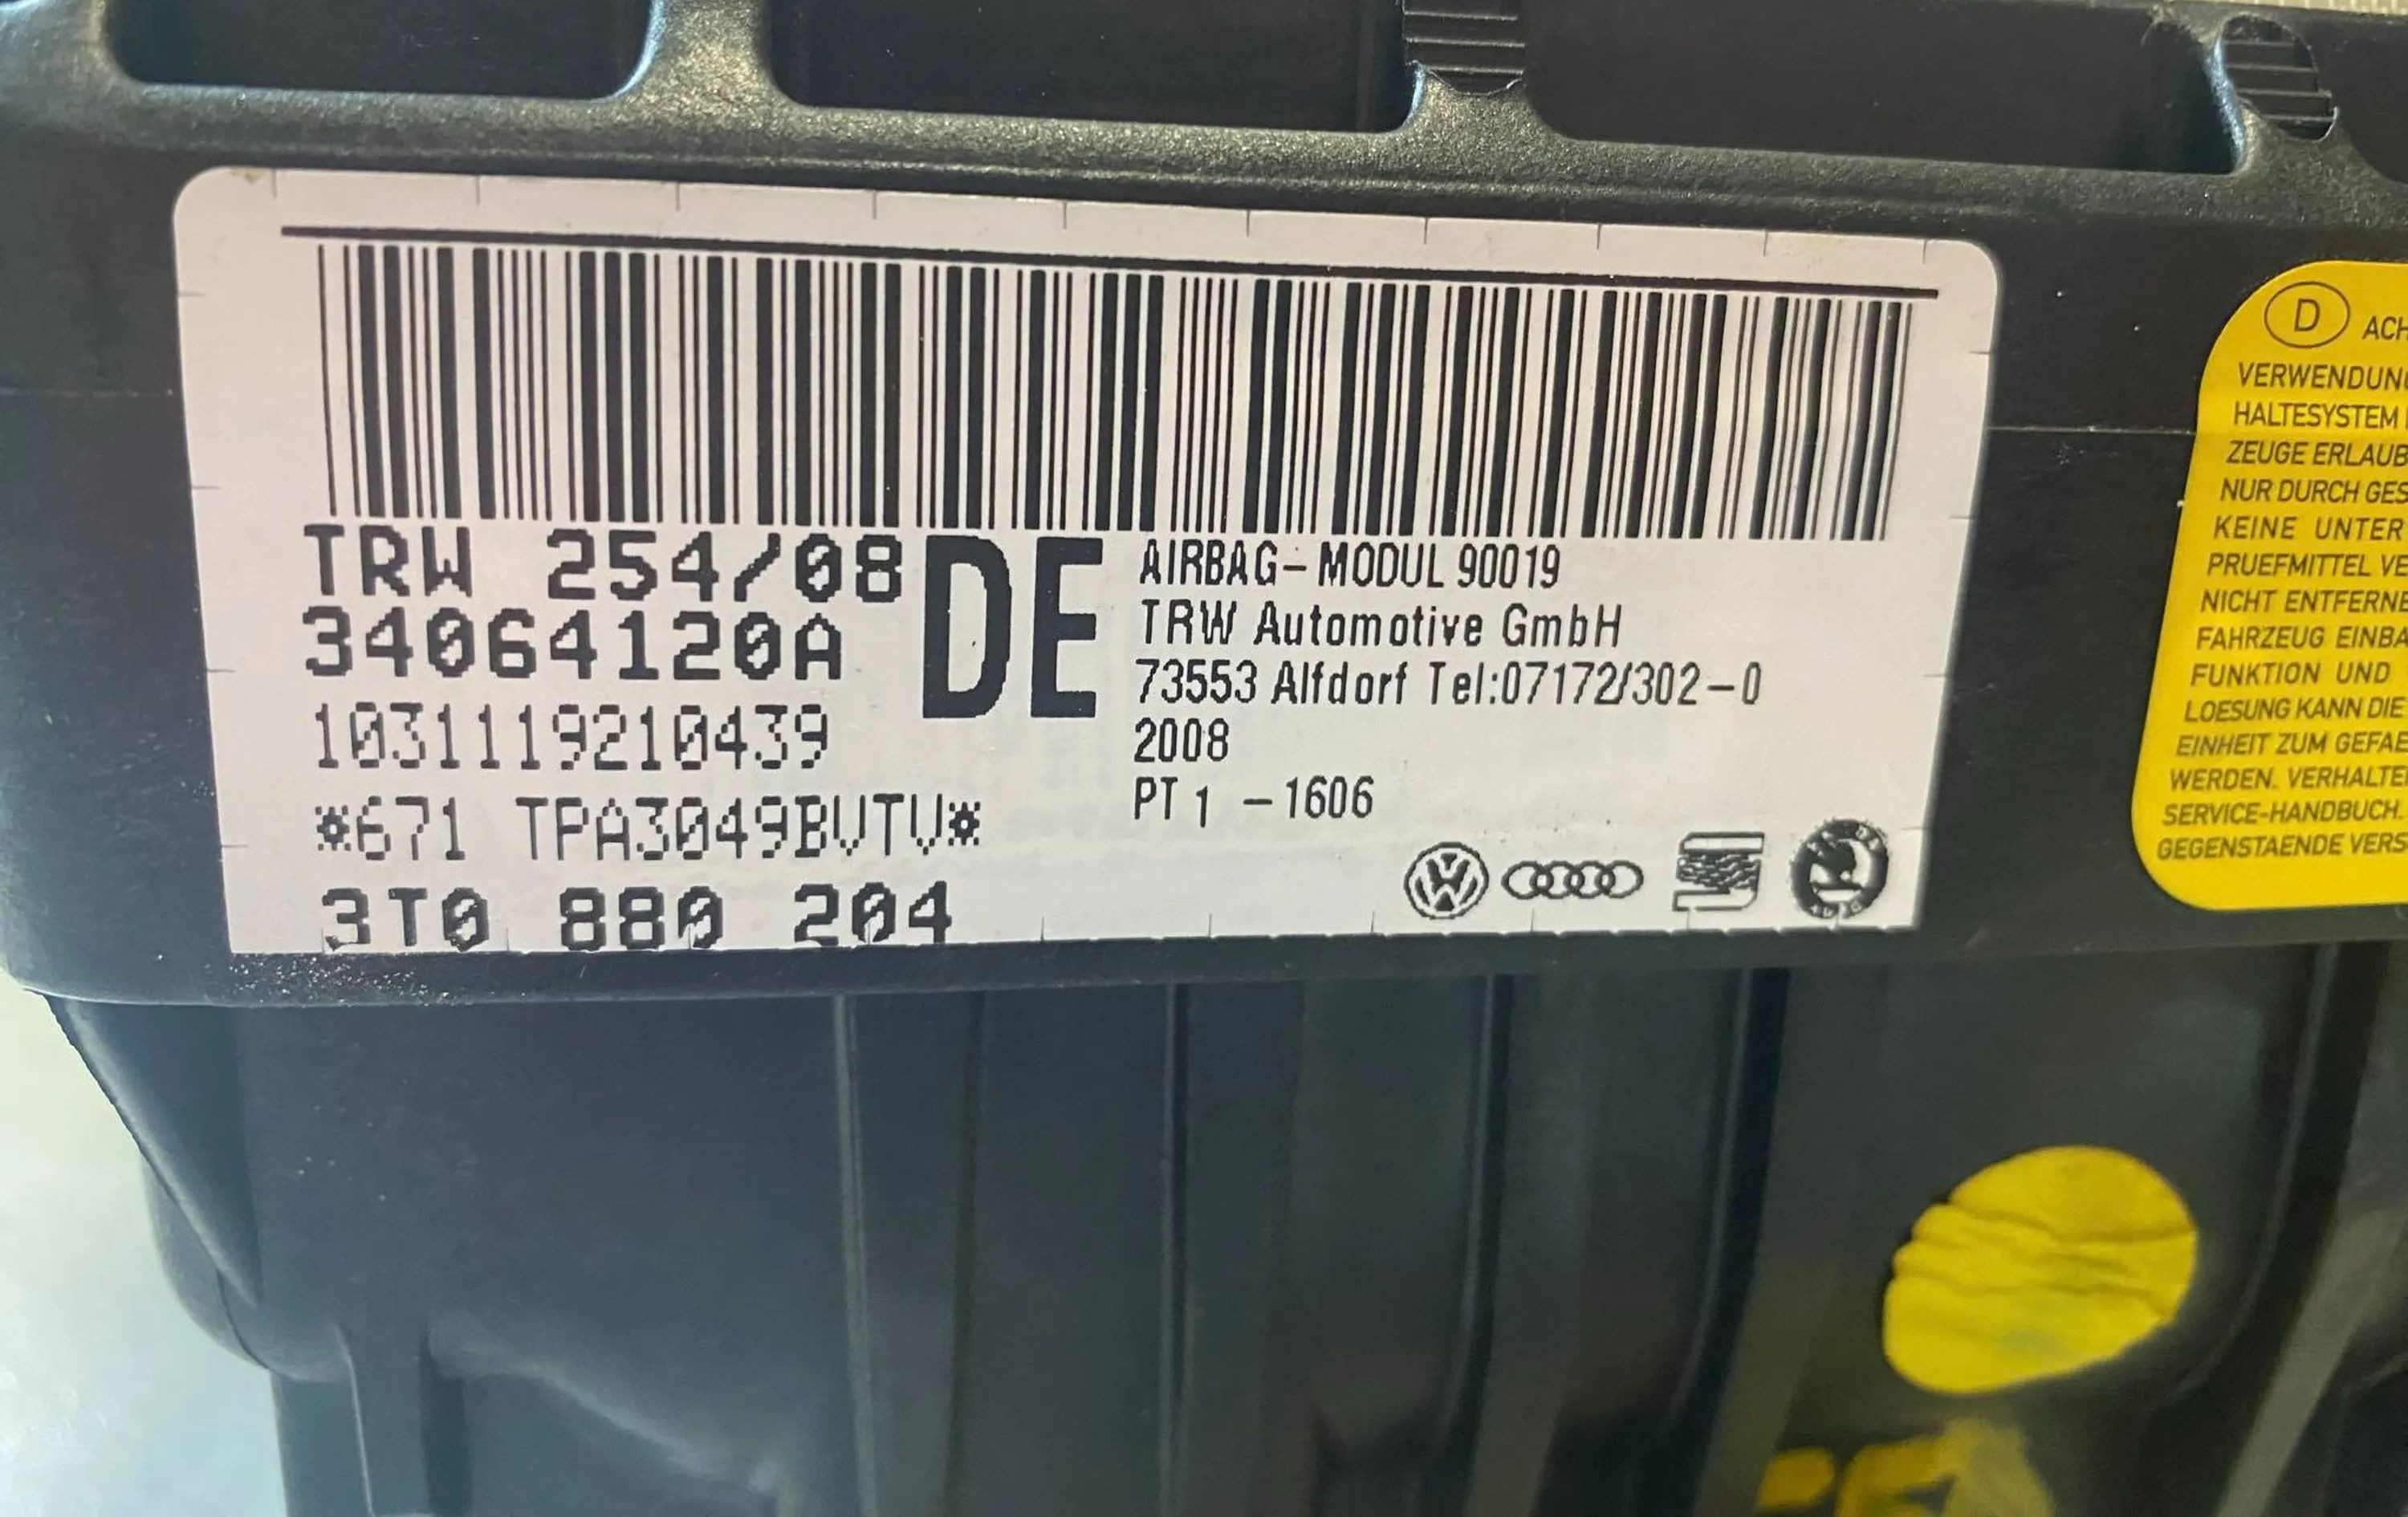 TRW 254/08
34064120A
1031119210439
*671 TPA3049BVTV*
3T0 880 204
DE
AIRBAG-MODUL 90019
TRW Automotive GmbH
73553 Alfdorf Tel:07172/302-0
2008
PT 1 -1606
D
ACH
VERWENDUNG
HALTESYSTEM
ZEUGE ERLAUB
NUR DURCH GES
KEINE UNTER
PRUEFMITTEL VE
NICHT ENTFERNE
FAHRZEUG EINBA
FUNKTION UND
LOESUNG KANN DIE
EINHEIT ZUM GEFAE
WERDEN. VERHALTE
SERVICE-HANDBUCH.
GEGENSTAENDE VERS